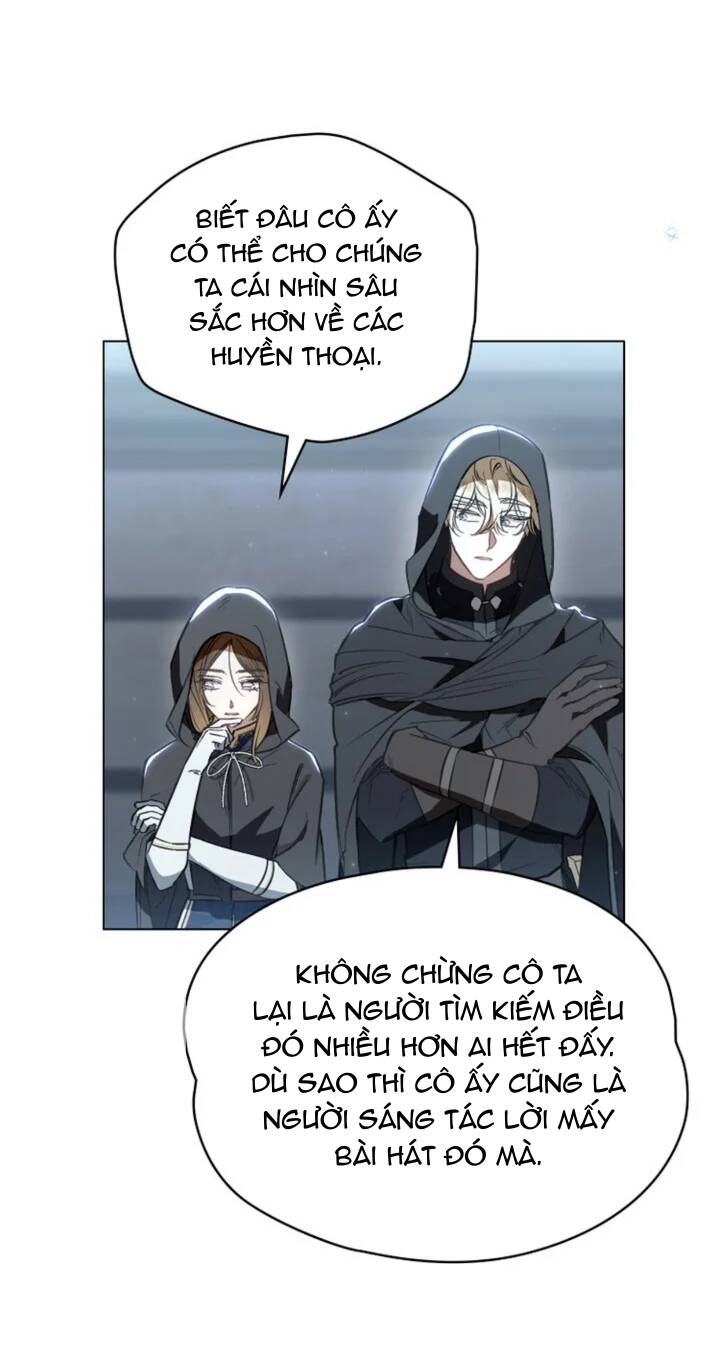 BIẾT ĐÂU CÔ ẤY
CÓ THỂ CHO CHÚNG
TA CÁI NHÌN SÂU
SẮC HƠN VỀ CÁC
HUYỀN THOẠI.
KHÔNG CHỪNG CÔ TA
LẠI LÀ NGƯỜI TÌM KIẾM ĐIỀU
ĐÓ NHIỀU HƠN AI HẾT ĐẤY.
DÙ SAO THÌ CÔ ẤY CŨNG LÀ
NGƯỜI SÁNG TÁC LỜI MẤY
BÀI HÁT ĐÓ MÀ.